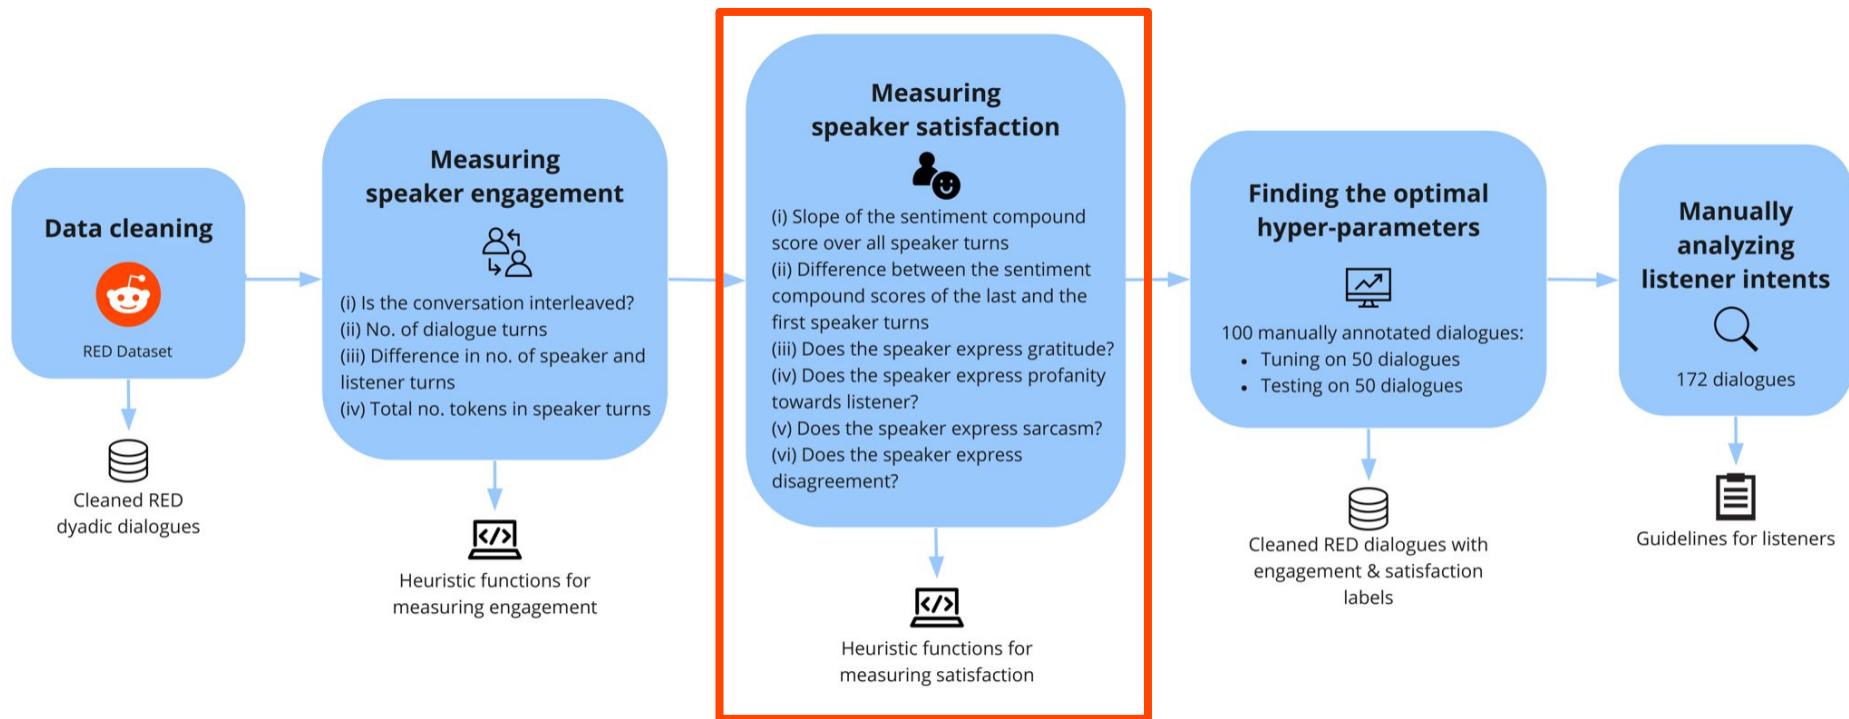 Data cleaning
RED Dataset
Cleaned RED
dyadic dialogues
Measuring
speaker engagement
(i) Is the conversation interleaved?
(ii) No. of dialogue turns
(iii) Difference in no. of speaker and
listener turns
(iv) Total no. tokens in speaker turns
</>
Heuristic functions for
measuring engagement
Measuring
speaker satisfaction
(i) Slope of the sentiment compound
score over all speaker turns
(ii) Difference between the sentiment
compound scores of the last and the
first speaker turns
(iii) Does the speaker express gratitude?
(iv) Does the speaker express profanity
towards listener?
(v) Does the speaker express sarcasm?
(vi) Does the speaker express
disagreement?
</>
Heuristic functions for
measuring satisfaction
Finding the optimal
hyper-parameters
100 manually annotated dialogues:
• Tuning on 50 dialogues
• Testing on 50 dialogues
Cleaned RED dialogues with
engagement & satisfaction
labels
Manually
analyzing
listener intents
172 dialogues
Guidelines for listeners